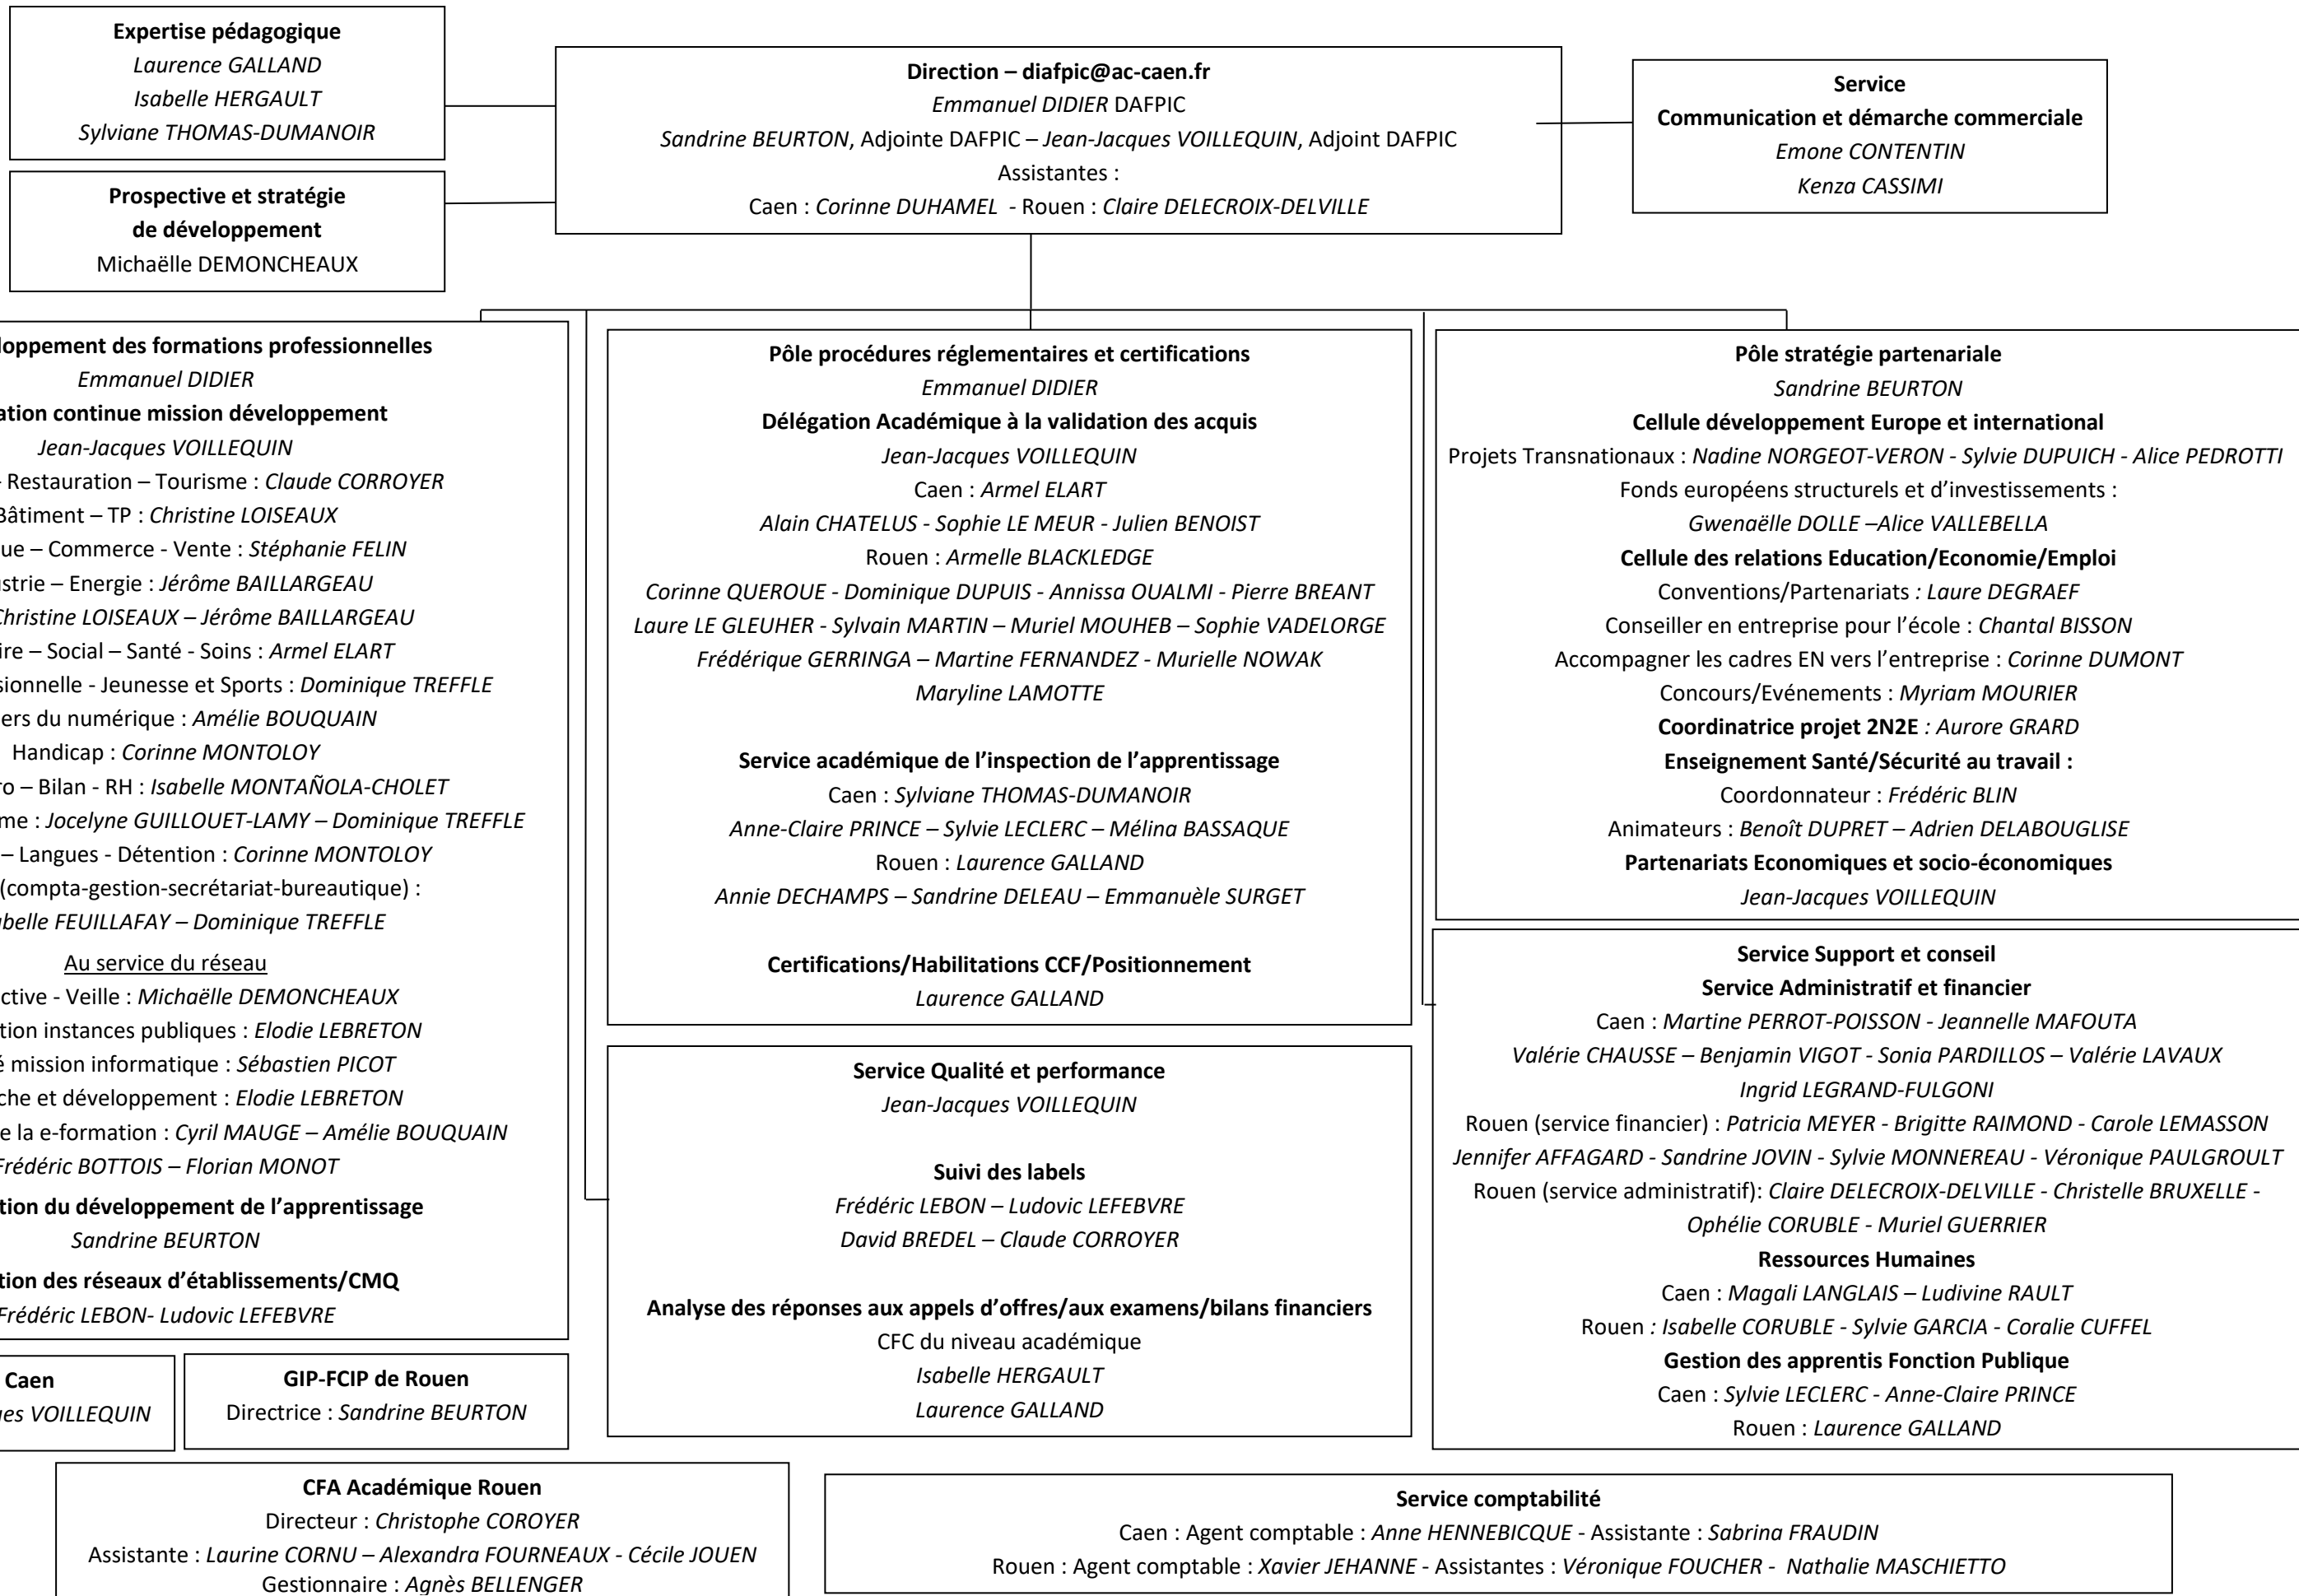 Expertise pédagogique
Laurence GALLAND
Isabelle HERGAULT
Sylviane THOMAS-DUMANOIR
Prospective et stratégie
de développement
Michaëlle DEMONCHEAUX
Direction – diafpic@ac-caen.fr
Emmanuel DIDIER DAFPIC
Sandrine BEURTON, Adjointe DAFPIC – Jean-Jacques VOILLEQUIN, Adjoint DAFPIC
Assistantes :
Caen : Corinne DUHAMEL - Rouen : Claire DELECROIX-DELVILLE
Service
Communication et démarche commerciale
Emone CONTENTIN
Kenza CASSIMI
loppement des formations professionnelles
Emmanuel DIDIER
ation continue mission développement
Jean-Jacques VOILLEQUIN
- Restauration – Tourisme : Claude CORROYER
Bâtiment – TP : Christine LOISEAUX
ue – Commerce - Vente : Stéphanie FELIN
strie – Energie : Jérôme BAILLARGEAU
Christine LOISEAUX – Jérôme BAILLARGEAU
ire – Social – Santé - Soins : Armel ELART
sionnelle - Jeunesse et Sports : Dominique TREFFLE
ers du numérique : Amélie BOUQUAIN
Handicap : Corinne MONTOLOY
ro – Bilan - RH : Isabelle MONTAÑOLA-CHOLET
me : Jocelyne GUILLOUET-LAMY – Dominique TREFFLE
– Langues - Détention : Corinne MONTOLOY
(compta-gestion-secrétariat-bureautique) :
belle FEUILLAFAY – Dominique TREFFLE
Au service du réseau
ctive - Veille : Michaëlle DEMONCHEAUX
tion instances publiques : Elodie LEBRETON
é mission informatique : Sébastien PICOT
che et développement : Elodie LEBRETON
e la e-formation : Cyril MAUGE – Amélie BOUQUAIN
Frédéric BOTTOIS – Florian MONOT
tion du développement de l’apprentissage
Sandrine BEURTON
tion des réseaux d’établissements/CMQ
Frédéric LEBON- Ludovic LEFEBVRE
Caen
es VOILLEQUIN
GIP-FCIP de Rouen
Directrice : Sandrine BEURTON
Pôle procédures réglementaires et certifications
Emmanuel DIDIER
Délégation Académique à la validation des acquis
Jean-Jacques VOILLEQUIN
Caen : Armel ELART
Alain CHATELUS - Sophie LE MEUR - Julien BENOIST
Rouen : Armelle BLACKLEDGE
Corinne QUEROUE - Dominique DUPUIS - Annissa OUALMI - Pierre BREANT
Laure LE GLEUHER - Sylvain MARTIN – Muriel MOUHEB – Sophie VADELORGE
Frédérique GERRINGA – Martine FERNANDEZ - Murielle NOWAK
Maryline LAMOTTE
Service académique de l’inspection de l’apprentissage
Caen : Sylviane THOMAS-DUMANOIR
Anne-Claire PRINCE – Sylvie LECLERC – Mélina BASSAQUE
Rouen : Laurence GALLAND
Annie DECHAMPS – Sandrine DELEAU – Emmanuèle SURGET
Certifications/Habilitations CCF/Positionnement
Laurence GALLAND
Service Qualité et performance
Jean-Jacques VOILLEQUIN
Suivi des labels
Frédéric LEBON – Ludovic LEFEBVRE
David BREDEL – Claude CORROYER
Analyse des réponses aux appels d’offres/aux examens/bilans financiers
CFC du niveau académique
Isabelle HERGAULT
Laurence GALLAND
Pôle stratégie partenariale
Sandrine BEURTON
Cellule développement Europe et international
Projets Transnationaux : Nadine NORGEOT-VERON - Sylvie DUPUICH - Alice PEDROTTI
Fonds européens structurels et d’investissements :
Gwenaëlle DOLLE –Alice VALLEBELLA
Cellule des relations Education/Economie/Emploi
Conventions/Partenariats : Laure DEGRAEF
Conseiller en entreprise pour l’école : Chantal BISSON
Accompagner les cadres EN vers l’entreprise : Corinne DUMONT
Concours/Evénements : Myriam MOURIER
Coordinatrice projet 2N2E : Aurore GRARD
Enseignement Santé/Sécurité au travail :
Coordonnateur : Frédéric BLIN
Animateurs : Benoît DUPRET – Adrien DELABOUGLISE
Partenariats Economiques et socio-économiques
Jean-Jacques VOILLEQUIN
Service Support et conseil
Service Administratif et financier
Caen : Martine PERROT-POISSON - Jeannelle MAFOUTA
Valérie CHAUSSE – Benjamin VIGOT - Sonia PARDILLOS – Valérie LAVAUX
Ingrid LEGRAND-FULGONI
Rouen (service financier) : Patricia MEYER - Brigitte RAIMOND - Carole LEMASSON
Jennifer AFFAGARD - Sandrine JOVIN - Sylvie MONNEREAU - Véronique PAULGROULT
Rouen (service administratif): Claire DELECROIX-DELVILLE - Christelle BRUXELLE -
Ophélie CORUBLE - Muriel GUERRIER
Ressources Humaines
Caen : Magali LANGLAIS – Ludivine RAULT
Rouen : Isabelle CORUBLE - Sylvie GARCIA - Coralie CUFFEL
Gestion des apprentis Fonction Publique
Caen : Sylvie LECLERC - Anne-Claire PRINCE
Rouen : Laurence GALLAND
CFA Académique Rouen
Directeur : Christophe COROYER
Assistante : Laurine CORNU – Alexandra FOURNEAUX - Cécile JOUEN
Gestionnaire : Agnès BELLENGER
Service comptabilité
Caen : Agent comptable : Anne HENNEBICQUE - Assistante : Sabrina FRAUDIN
Rouen : Agent comptable : Xavier JEHANNE - Assistantes : Véronique FOUCHER - Nathalie MASCHIETTO